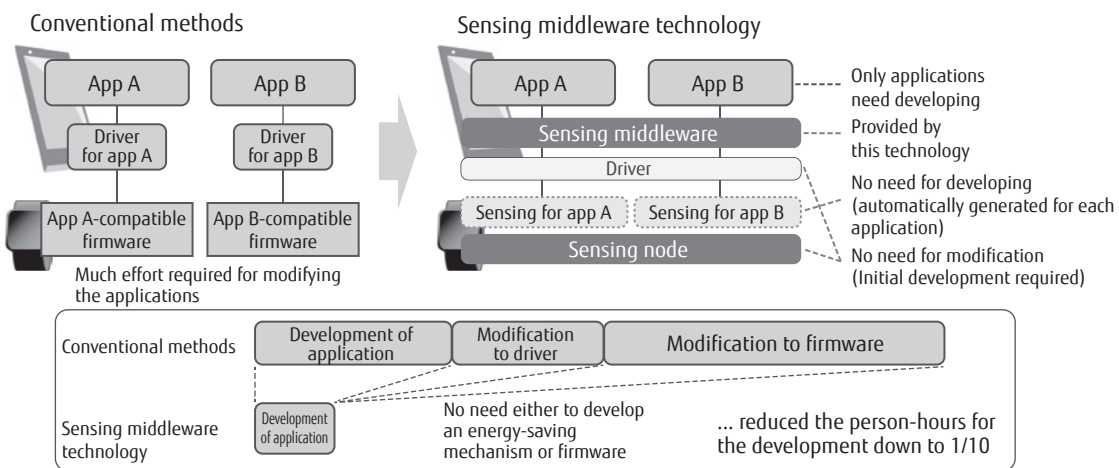 Conventional methods
Sensing middleware technology
App A
App B
Driver
for app A
Driver
for app B
App A-compatible
firmware
App B-compatible
firmware
Much effort required for modifying
the applications
App A
App B
Sensing middleware
Driver
Sensing for app A
Sensing for app B
Sensing node
Only applications
need developing
Provided by
this technology
No need for developing
(automatically generated for each
application)
No need for modification
(Initial development required)
Conventional methods
Development of
application
Modification
to driver
Modification to firmware
Sensing middleware
technology
Development
of application
No need either to develop
an energy-saving
mechanism or firmware
... reduced the person-hours for
the development down to 1/10